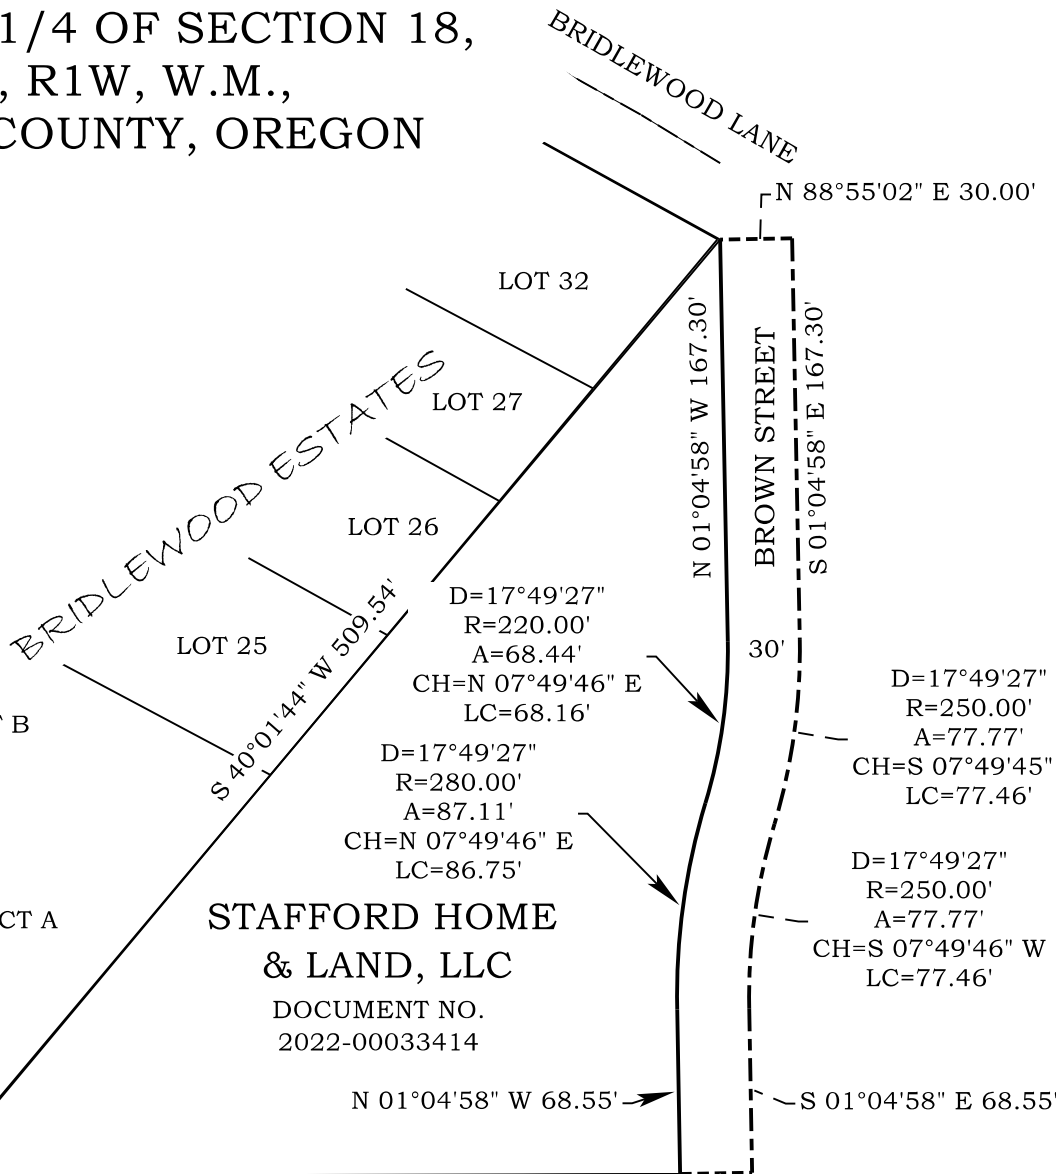 1/4 OF SECTION 18,
, R1W, W.M.,
COUNTY, OREGON
BRIDLEWOOD LANE
N 88°55'02" E 30.00'
LOT 32
N 01°04'58" W 167.30'
BROWN STREET
S 01°04'58" E 167.30'
BRIDLEWOOD ESTATES
LOT 27
LOT 26
LOT 25
S 40°01'44" W 509.54'
D=17°49'27"
R=220.00'
A=68.44'
CH=N 07°49'46" E
LC=68.16'
30'
D=17°49'27"
R=250.00'
A=77.77'
CH=S 07°49'45"
LC=77.46'
B
D=17°49'27"
R=280.00'
A=87.11'
CH=N 07°49'46" E
LC=86.75'
D=17°49'27"
R=250.00'
A=77.77'
CH=S 07°49'46" W
LC=77.46'
CT A
STAFFORD HOME
& LAND, LLC
DOCUMENT NO.
2022-00033414
N 01°04'58" W 68.55'
S 01°04'58" E 68.55'